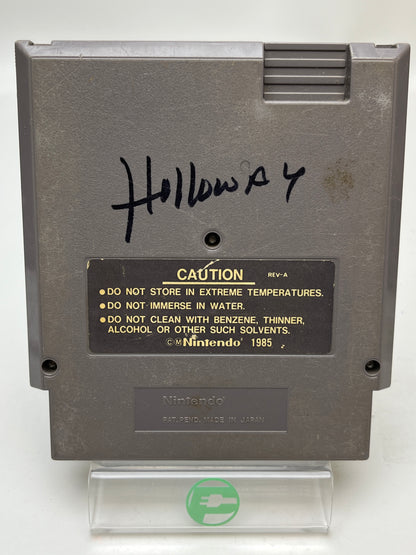 Holloway
CAUTION REV-A
•DO NOT STORE IN EXTREME TEMPERATURES.
•DO NOT IMMERSE IN WATER.
•DO NOT CLEAN WITH BENZENE, THINNER,
ALCOHOL OR OTHER SUCH SOLVENTS.
©Ⓜ Nintendo® 1985
Nintendo®
PAT. PEND. MADE IN JAPAN